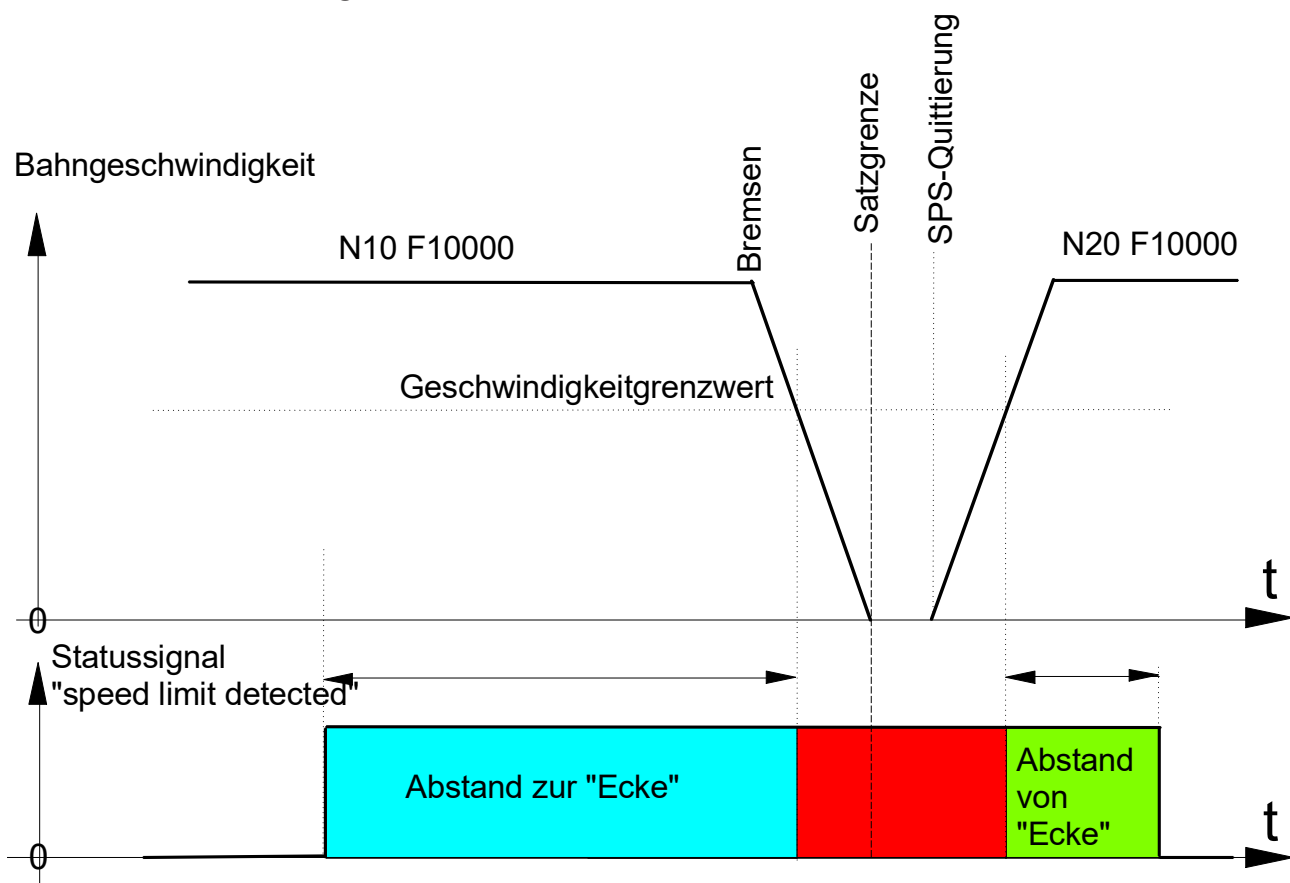 Bahngeschwindigkeit
N10 F10000
Bremsen
Satzgrenze
SPS-Quittierung
N20 F10000
Geschwindigkeitgrenzwert
t
0
Statussignal
"speed limit detected"
Abstand zur "Ecke"
Abstand
von
"Ecke"
t
0